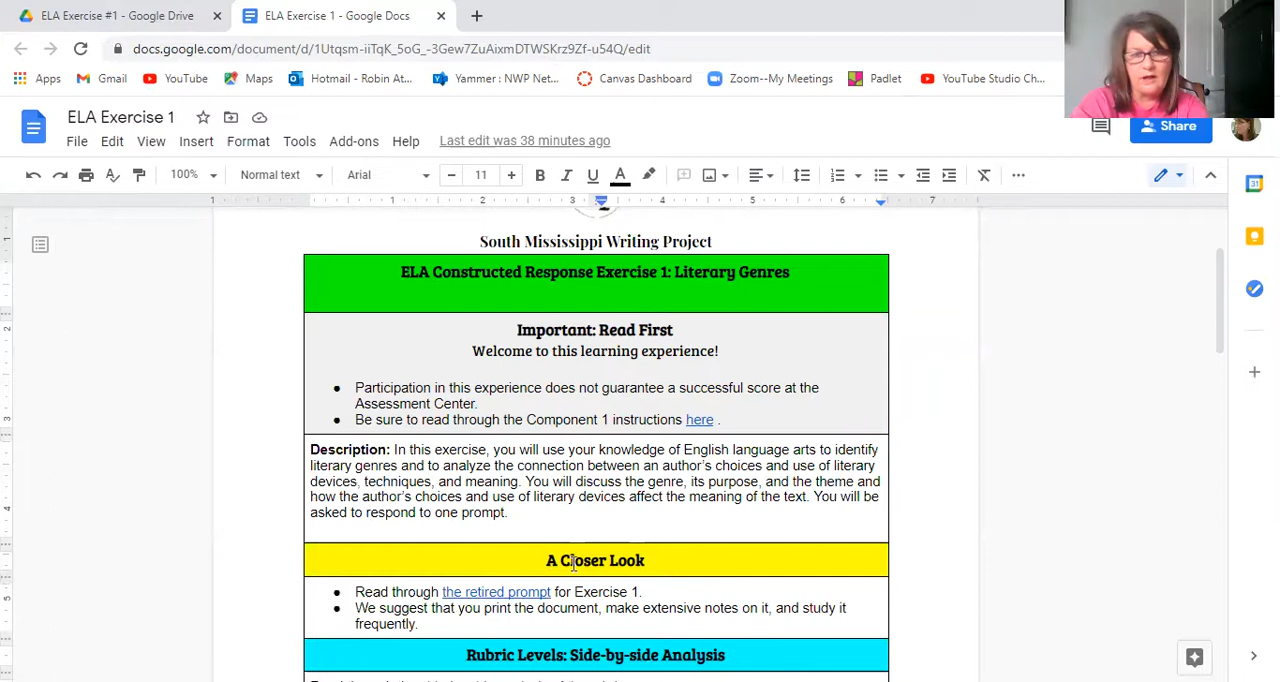 ELA Exercise #1 - Google Drive
ELA Exercise 1 - Google Docs
docs.google.com/document/d/1Utqsm-iiTqK_5oG_-3Gew7ZuAixmDTWSKrz9Zf-u54Q/edit
Apps Gmail YouTube Maps Hotmail - Robin At... Yammer : NWP Net... Canvas Dashboard Zoom--My Meetings Padlet YouTube Studio Ch...
ELA Exercise 1
File Edit View Insert Format Tools Add-ons Help Last edit was 38 minutes ago
Share
100% Normal text Arial 11
1 1 2 3 4 5 6 7
South Mississippi Writing Project
ELA Constructed Response Exercise 1: Literary Genres
Important: Read First
Welcome to this learning experience!
● Participation in this experience does not guarantee a successful score at the
Assessment Center.
● Be sure to read through the Component 1 instructions here .
Description: In this exercise, you will use your knowledge of English language arts to identify
literary genres and to analyze the connection between an author's choices and use of literary
devices, techniques, and meaning. You will discuss the genre, its purpose, and the theme and
how the author's choices and use of literary devices affect the meaning of the text. You will be
asked to respond to one prompt.
A Closer Look
● Read through the retired prompt for Exercise 1.
● We suggest that you print the document, make extensive notes on it, and study it
frequently.
Rubric Levels: Side-by-side Analysis